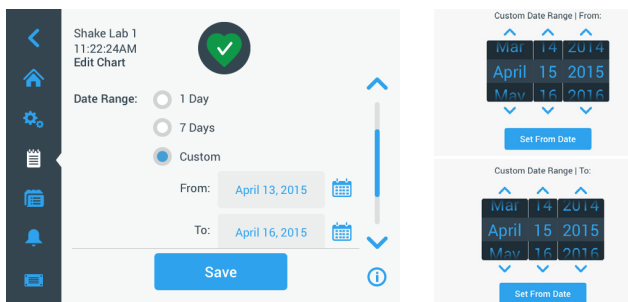 Shake Lab 1
11:22:24AM
Edit Chart
Date Range:
1 Day
7 Days
Custom
From: April 13, 2015
To: April 16, 2015
Save
Custom Date Range | From:
Mar 14 2014
April 15 2015
May 16 2016
Set From Date
Custom Date Range | To:
Mar 14 2014
April 15 2015
May 16 2016
Set From Date